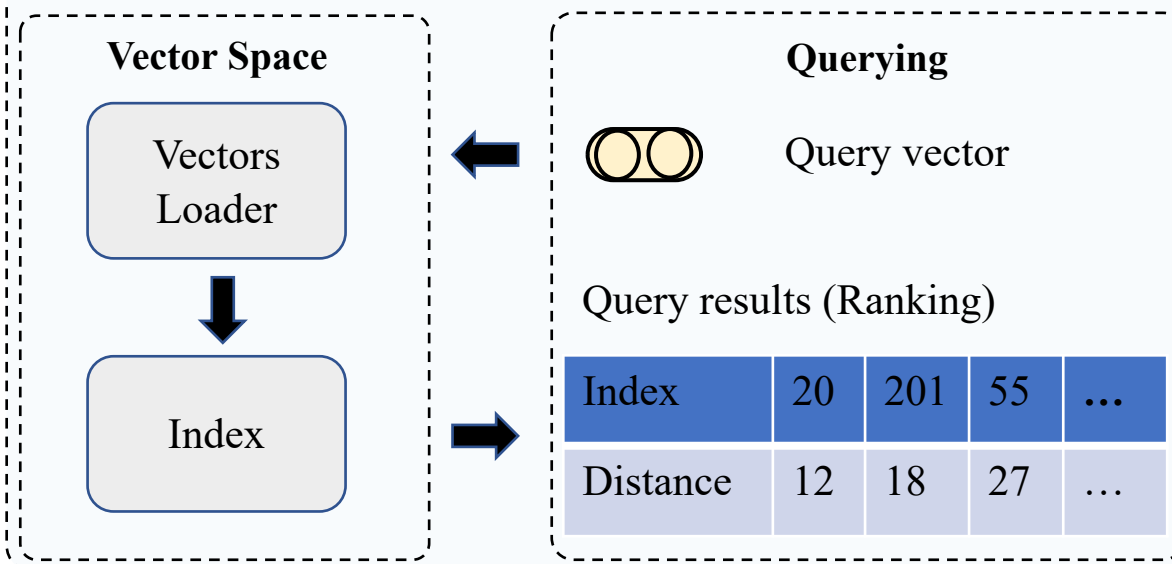 Vector Space
Vectors
Loader
Index
Querying
Query vector
Query results (Ranking)
Index 20 201 55 ...
Distance 12 18 27 …